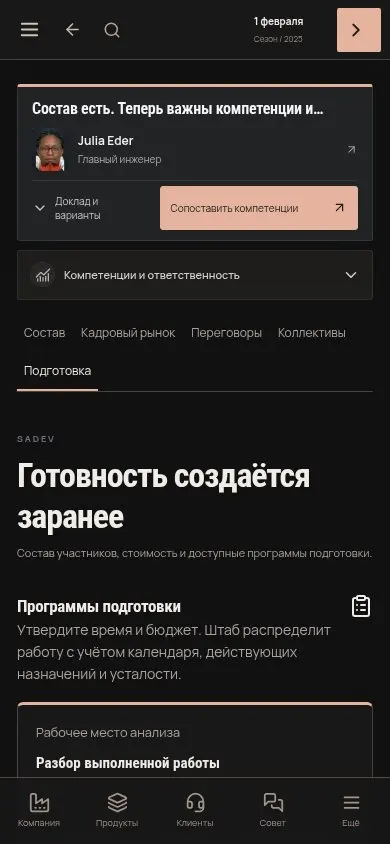 1 февраля
Сезон / 2025
Состав есть. Теперь важны компетенции и…
Julia Eder
Главный инженер
Доклад и
варианты
Сопоставить компетенции
Компетенции и ответственность
Состав Кадровый рынок Переговоры Коллективы
Подготовка
SADEV
Готовность создаётся
заранее
Состав участников, стоимость и доступные программы подготовки.
Программы подготовки
Утвердите время и бюджет. Штаб распределит
работу с учётом календаря, действующих
назначений и усталости.
Рабочее место анализа
Разбор выполненной работы
Компания Продукты Клиенты Совет Ещё